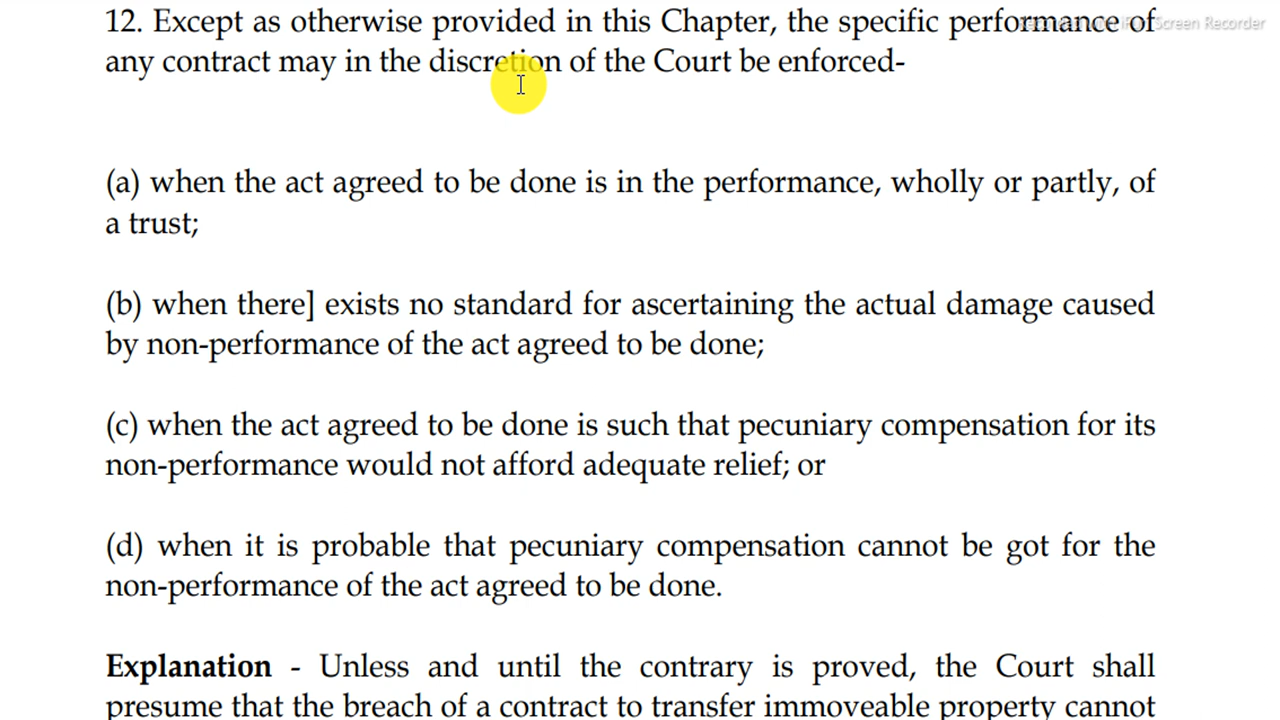 12. Except as otherwise provided in this Chapter, the specific performance of
any contract may in the discretion of the Court be enforced-
(a) when the act agreed to be done is in the performance, wholly or partly, of
a trust;
(b) when there] exists no standard for ascertaining the actual damage caused
by non-performance of the act agreed to be done;
(c) when the act agreed to be done is such that pecuniary compensation for its
non-performance would not afford adequate relief; or
(d) when it is probable that pecuniary compensation cannot be got for the
non-performance of the act agreed to be done.
Explanation - Unless and until the contrary is proved, the Court shall
presume that the breach of a contract to transfer immoveable property cannot
Screen Recorder